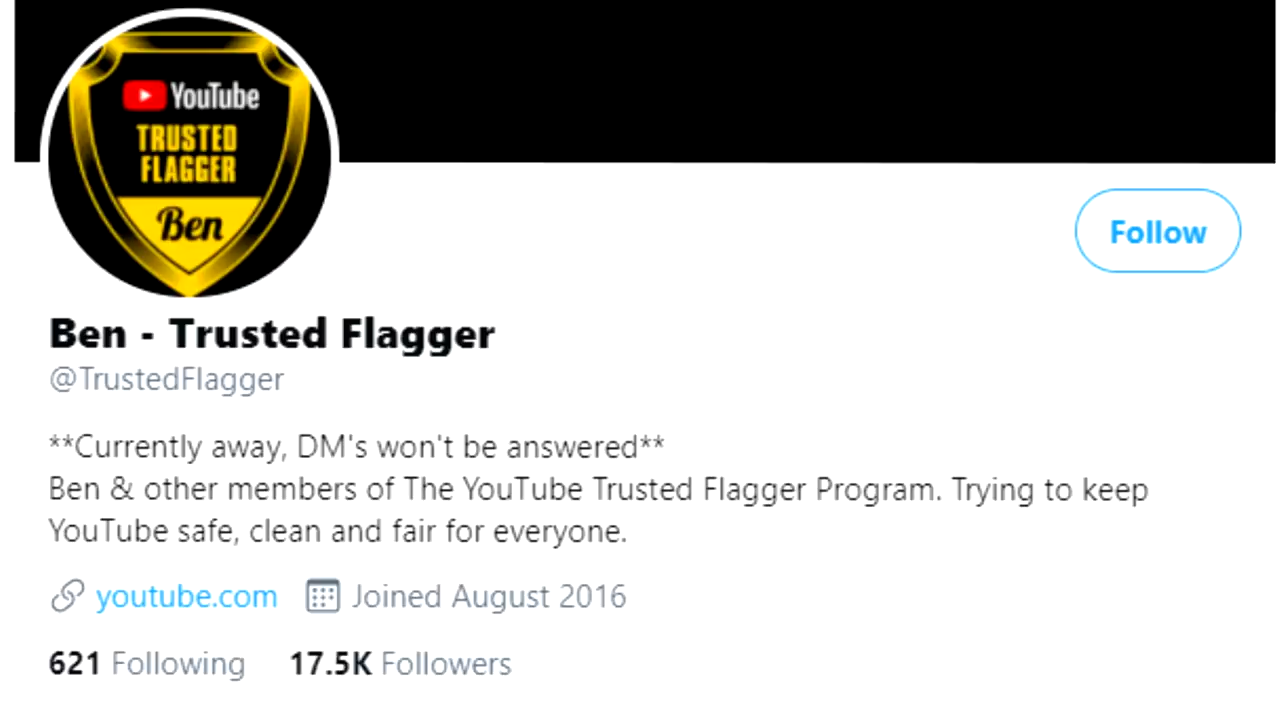 YouTube
TRUSTED
FLAGGER
Ben
Follow
Ben - Trusted Flagger
@TrustedFlagger
**Currently away, DM's won't be answered**
Ben & other members of The YouTube Trusted Flagger Program. Trying to keep
YouTube safe, clean and fair for everyone.
youtube.com Joined August 2016
621 Following 17.5K Followers